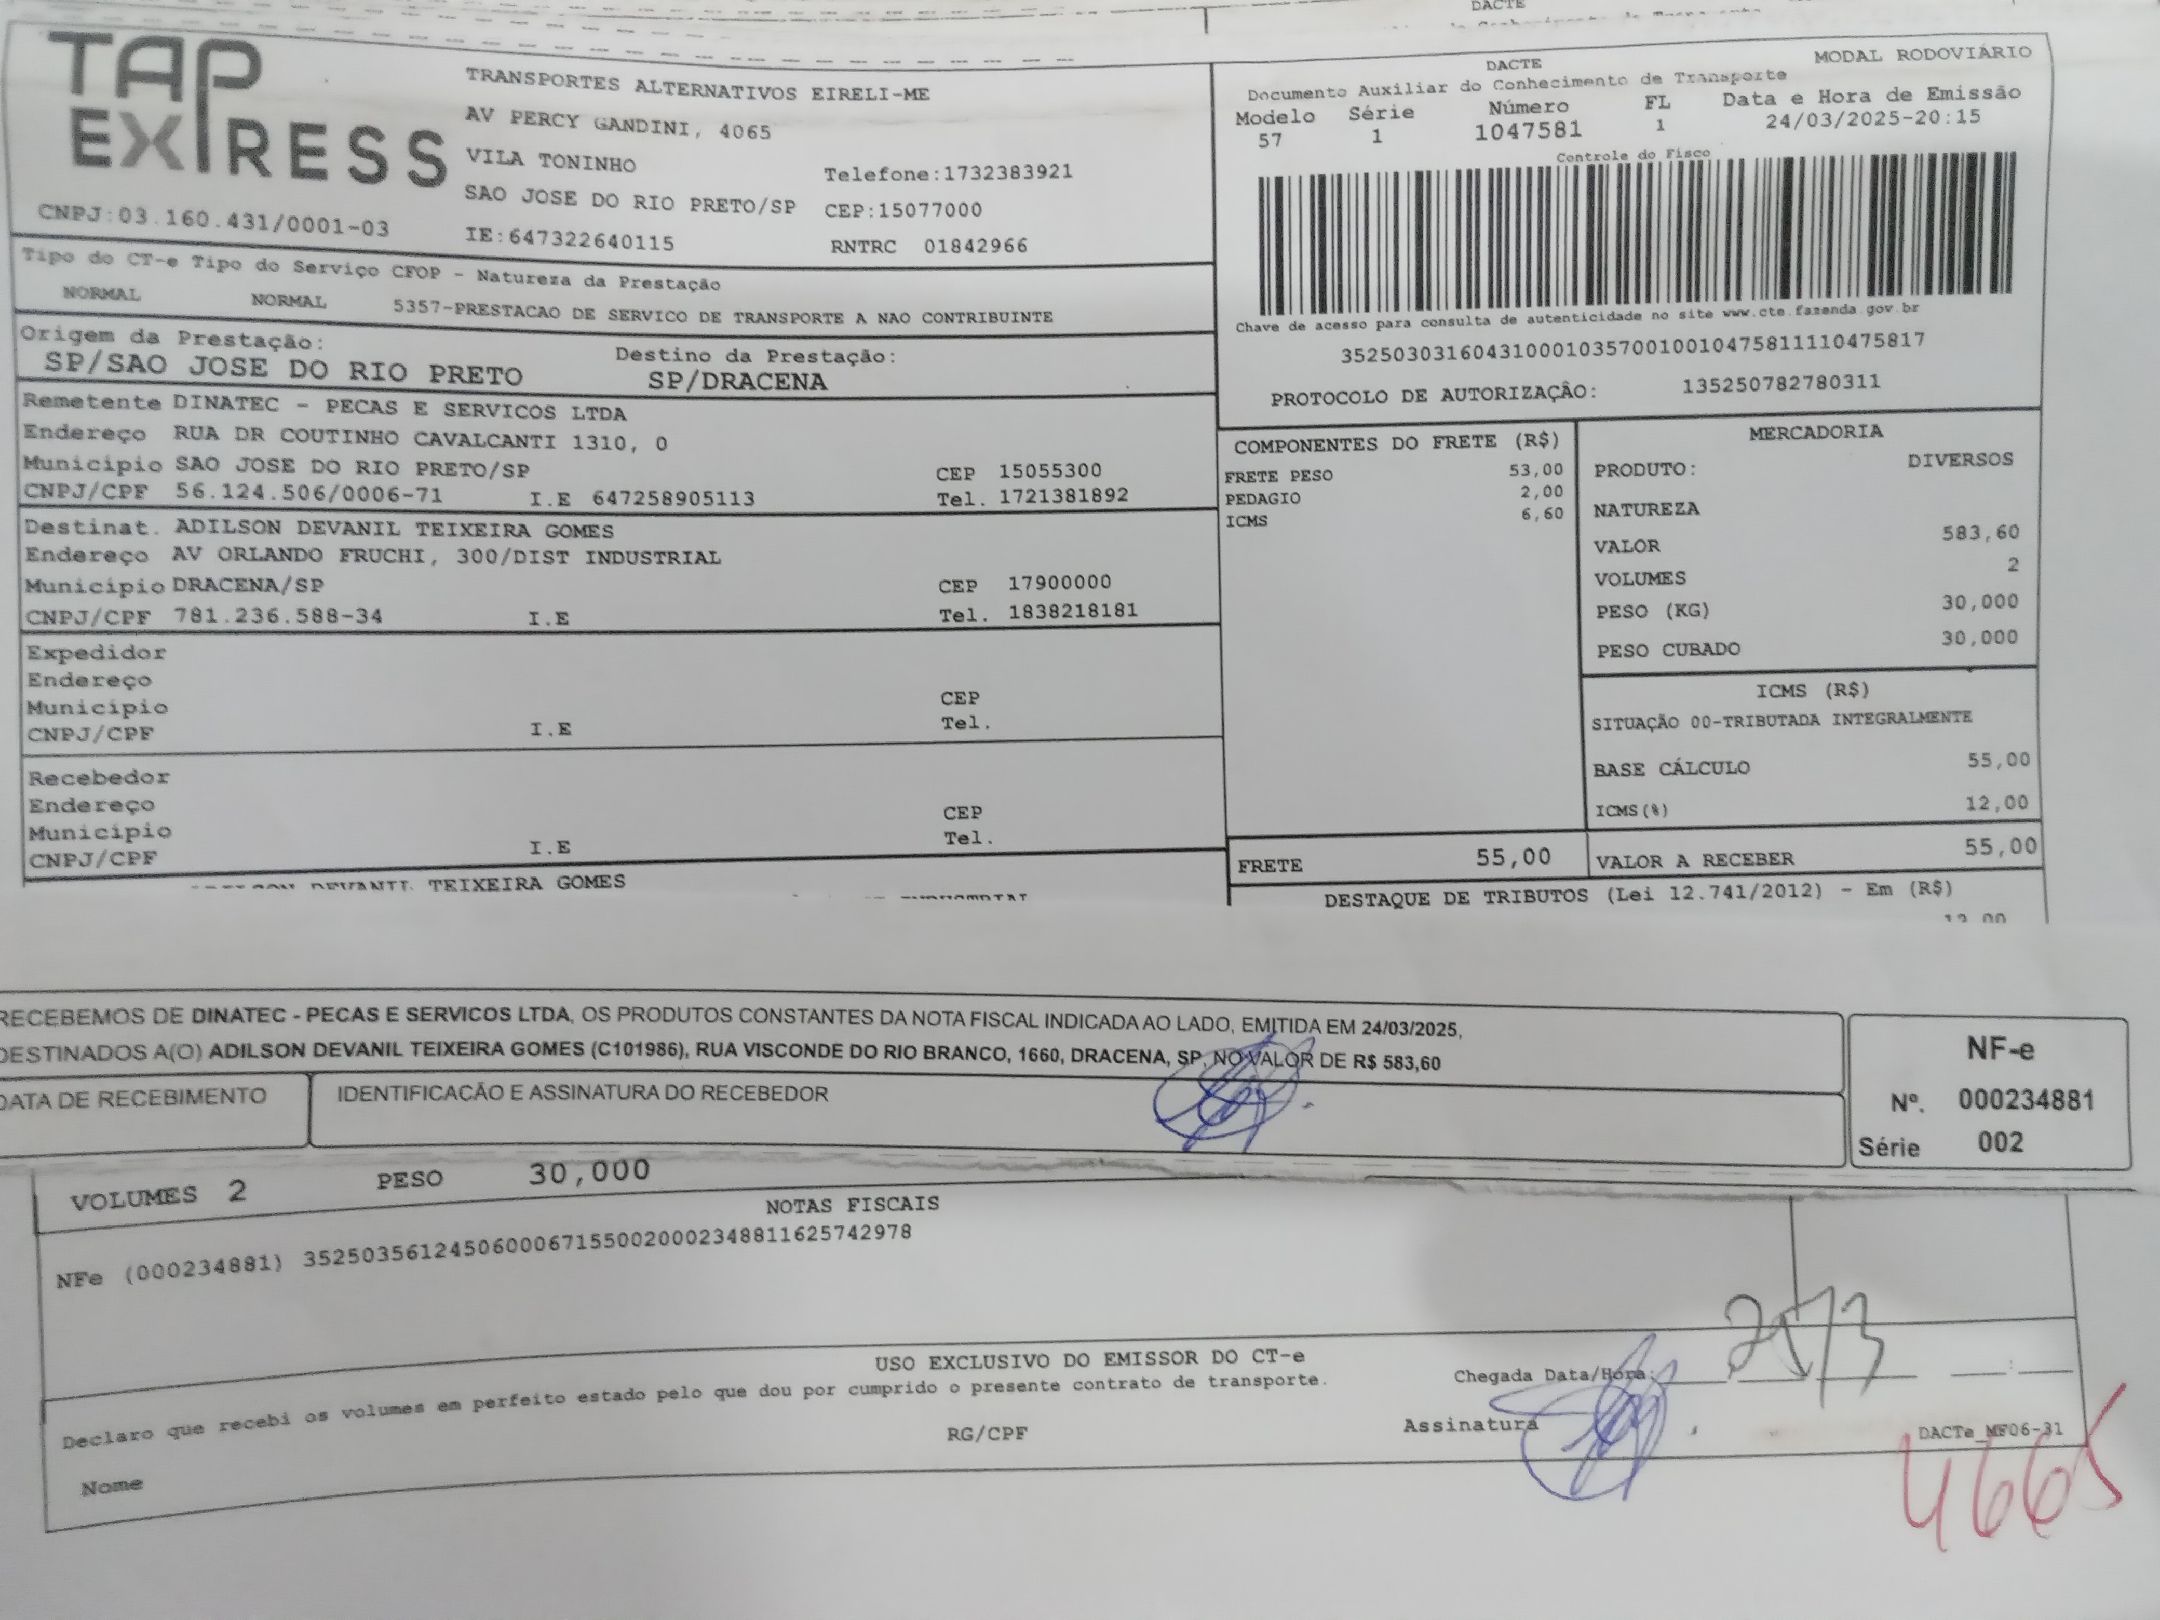 DACTE
TAP EXPRESS
TRANSPORTES ALTERNATIVOS EIRELI-ME
AV PERCY GANDINI, 4065
VILA TONINHO
Telefone:1732383921
SAO JOSE DO RIO PRETO/SP CEP:15077000
CNPJ:03.160.431/0001-03
IE:647322640115
RNTRC 01842966
DACTE
MODAL RODOVIÁRIO
Documento Auxiliar do Conhecimento de Transporte
Modelo Série Número FL Data e Hora de Emissão
57 1 1047581 1 24/03/2025-20:15
Controle do Fisco
Chave de acesso para consulta de autenticidade no site www.cte.fazenda.gov.br
35250303160431000103570010010475811110475817
PROTOCOLO DE AUTORIZAÇÂO: 135250782780311
Tipo do CT-e Tipo do Serviço CFOP - Natureza da Prestação
NORMAL NORMAL 5357-PRESTACAO DE SERVICO DE TRANSPORTE A NAO CONTRIBUINTE
Origem da Prestação: Destino da Prestação:
SP/SAO JOSE DO RIO PRETO SP/DRACENA
Remetente DINATEC - PECAS E SERVICOS LTDA
Endereço RUA DR COUTINHO CAVALCANTI 1310, 0
Município SAO JOSE DO RIO PRETO/SP CEP 15055300
CNPJ/CPF 56.124.506/0006-71 I.E 647258905113 Tel. 1721381892
Destinat. ADILSON DEVANIL TEIXEIRA GOMES
Endereço AV ORLANDO FRUCHI, 300/DIST INDUSTRIAL
Município DRACENA/SP CEP 17900000
CNPJ/CPF 781.236.588-34 I.E Tel. 1838218181
Expedidor
Endereço
Município CEP
CNPJ/CPF I.E Tel.
Recebedor
Endereço
Município CEP
CNPJ/CPF I.E Tel.
DEVANIL TEIXEIRA GOMES
COMPONENTES DO FRETE (R$)
FRETE PESO 53,00
PEDAGIO 2,00
ICMS 6,60
FRETE 55,00
MERCADORIA
PRODUTO: DIVERSOS
NATUREZA
VALOR 583,60
VOLUMES 2
PESO (KG) 30,000
PESO CUBADO 30,000
ICMS (R$)
SITUAÇÃO 00-TRIBUTADA INTEGRALMENTE
BASE CÁLCULO 55,00
ICMS(%) 12,00
VALOR A RECEBER 55,00
DESTAQUE DE TRIBUTOS (Lei 12.741/2012) - Em (R$)
RECEBEMOS DE DINATEC - PECAS E SERVICOS LTDA, OS PRODUTOS CONSTANTES DA NOTA FISCAL INDICADA AO LADO, EMITIDA EM 24/03/2025,
DESTINADOS A(O) ADILSON DEVANIL TEIXEIRA GOMES (C101986), RUA VISCONDE DO RIO BRANCO, 1660, DRACENA, SP, NO VALOR DE R$ 583,60
DATA DE RECEBIMENTO IDENTIFICACÃO E ASSINATURA DO RECEBEDOR
NF-e
Nº. 000234881
Série 002
VOLUMES 2 PESO 30,000
NOTAS FISCAIS
NFe (000234881) 35250356124506000671550020002348811625742978
USO EXCLUSIVO DO EMISSOR DO CT-e
Declaro que recebi os volumes em perfeito estado pelo que dou por cumprido o presente contrato de transporte.
Chegada Data/Hora:
Nome RG/CPF Assinatura
DACTe_MF06-31
4665